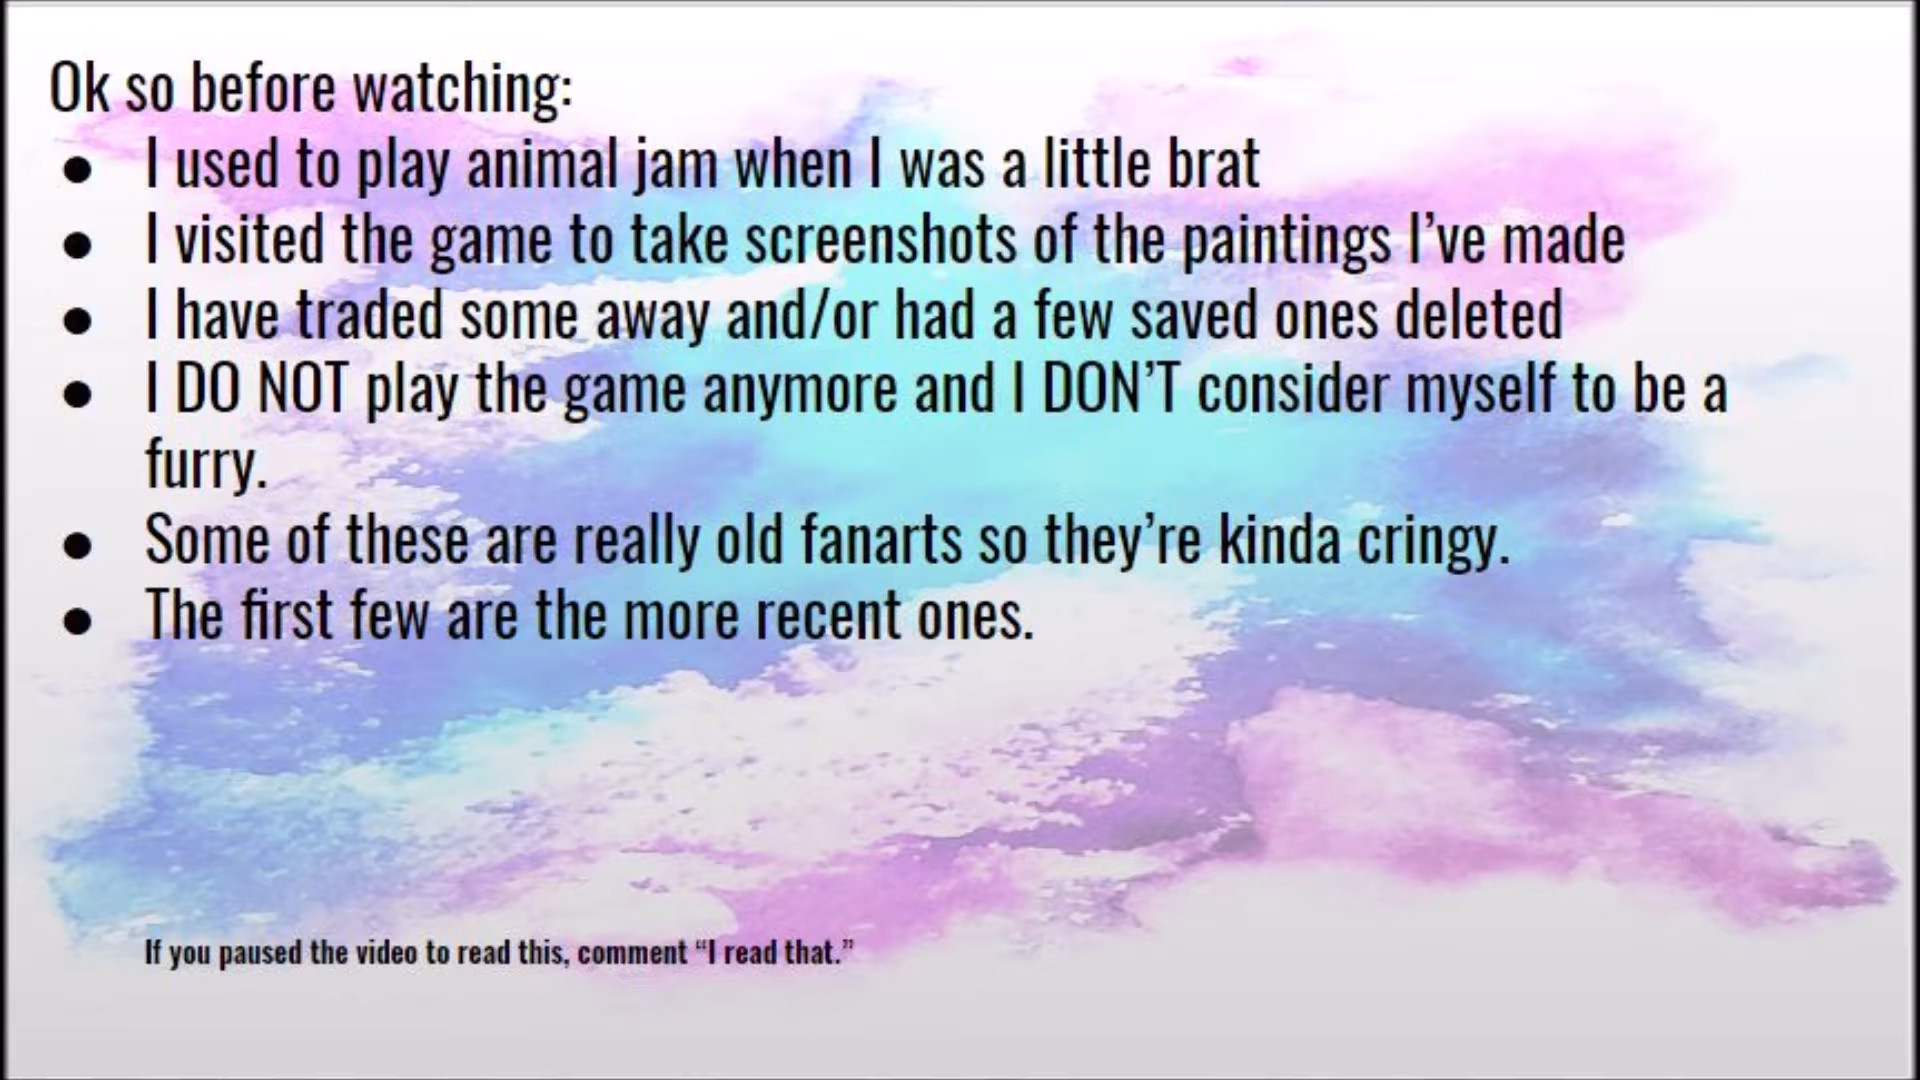 Ok so before watching:
● I used to play animal jam when I was a little brat
● I visited the game to take screenshots of the paintings I’ve made
● I have traded some away and/or had a few saved ones deleted
● I DO NOT play the game anymore and I DON’T consider myself to be a
furry.
● Some of these are really old fanarts so they’re kinda cringy.
● The first few are the more recent ones.
If you paused the video to read this, comment “I read that.”